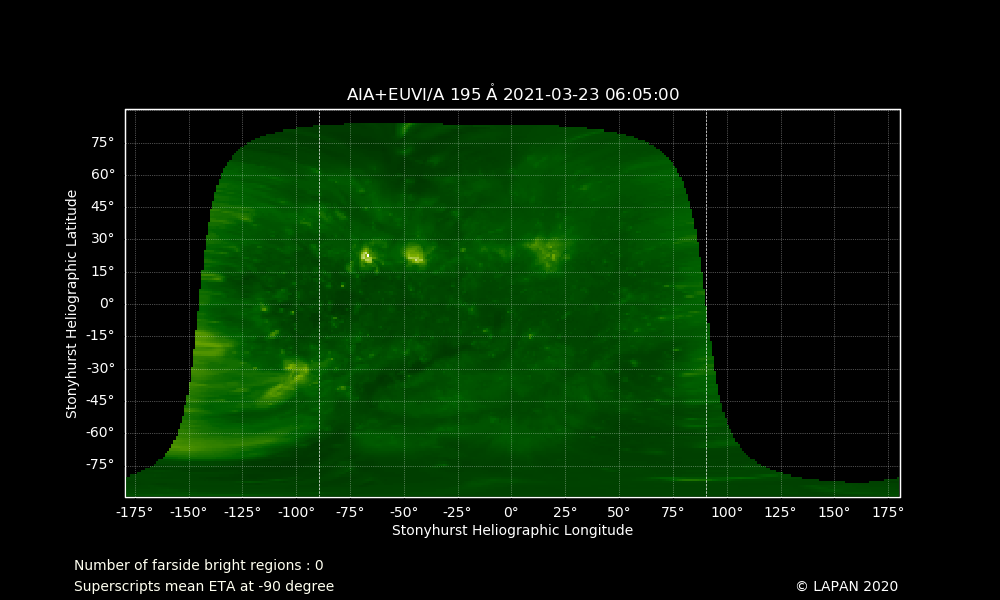 AIA+EUVI/A 195 Å 2021-03-23 06:05:00
Stonyhurst Heliographic Latitude
75°
60°
45°
30°
15°
0°
-15°
-30°
-45°
-60°
-75°
-175° -150° -125° -100° -75° -50° -25° 0° 25° 50° 75° 100° 125° 150° 175°
Stonyhurst Heliographic Longitude
Number of farside bright regions : 0
Superscripts mean ETA at -90 degree
© LAPAN 2020